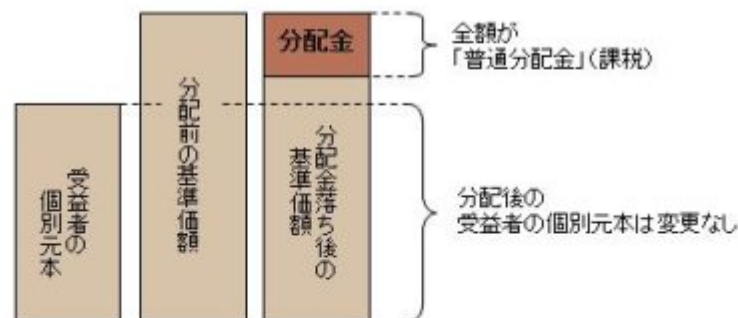 分配金
全額が
「普通分配金」(課税)
受益者の
個別元本
分配前の基準価額
分配金落ち後の
基準価額
分配後の
受益者の個別元本は変更なし